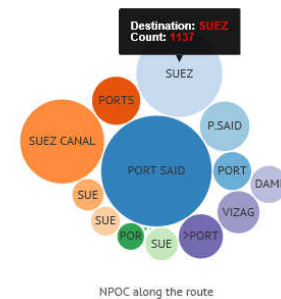 Destination: SUEZ
Count: 1137
SUEZ
PORTS
P.SAID
SUEZ CANAL
PORT SAID
PORT
DAMI
SUE
VIZAG
SUE
POR
SUE
>PORT
NPOC along the route